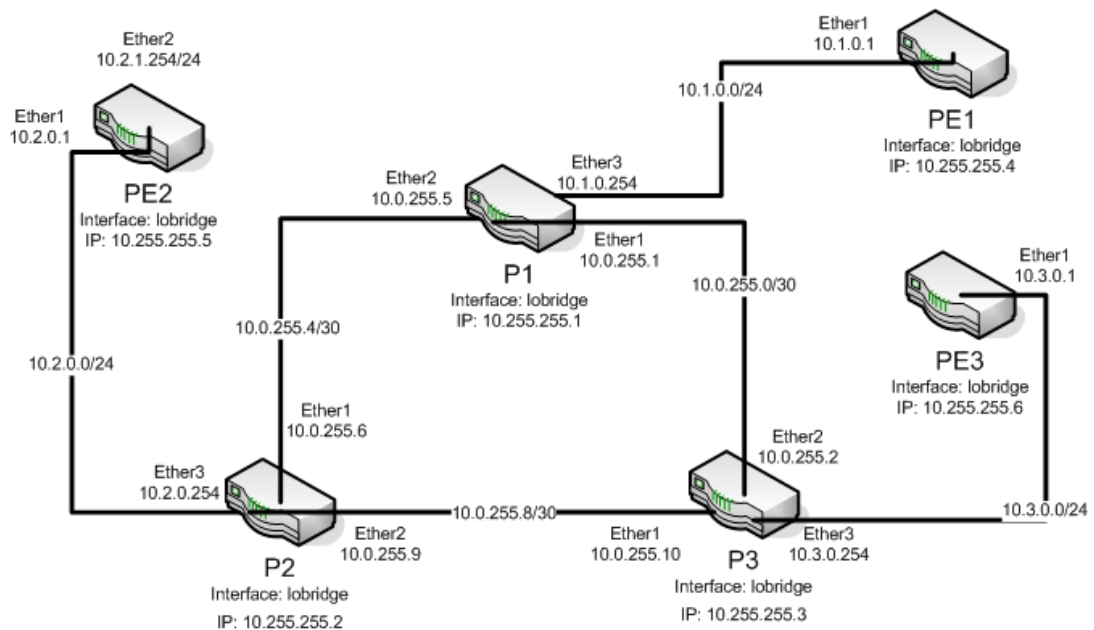 Ether2
10.2.1.254/24
Ether1
10.2.0.1
PE2
Interface: lobridge
IP: 10.255.255.5
Ether1
10.1.0.1
10.1.0.0/24
PE1
Interface: lobridge
IP: 10.255.255.4
Ether3
10.1.0.254
Ether2
10.0.255.5
Ether1
10.0.255.1
P1
Interface: lobridge
IP: 10.255.255.1
10.0.255.0/30
10.0.255.4/30
Ether1
10.3.0.1
PE3
Interface: lobridge
IP: 10.255.255.6
10.2.0.0/24
Ether1
10.0.255.6
Ether3
10.2.0.254
Ether2
10.0.255.9
P2
Interface: lobridge
IP: 10.255.255.2
10.0.255.8/30
Ether2
10.0.255.2
Ether1
10.0.255.10
Ether3
10.3.0.254
P3
Interface: lobridge
IP: 10.255.255.3
10.3.0.0/24